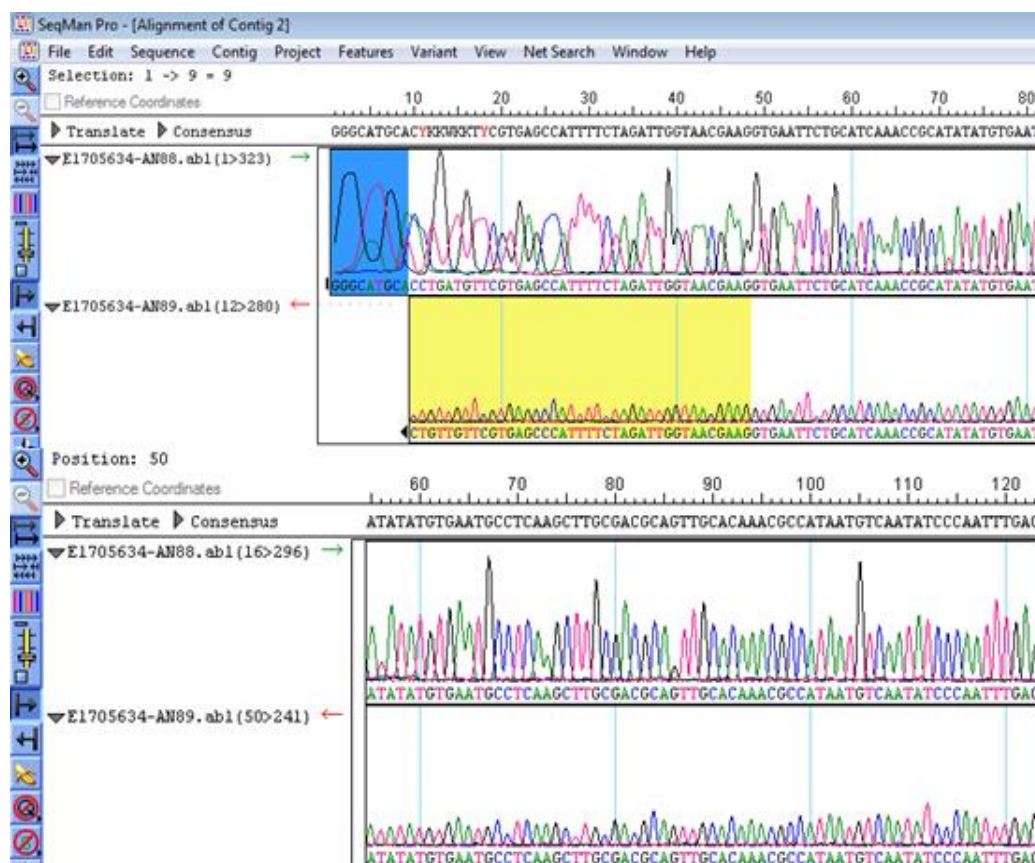 SeqMan Pro - [Alignment of Contig 2]
File Edit Sequence Contig Project Features Variant View Net Search Window Help
Selection: 1 -> 9 = 9
Reference Coordinates
10 20 30 40 50 60 70 80
Translate Consensus GGGCATGCACYKKWKKTYCGTGAGCCATTTTCTAGATTGGTAACGAAGGTGAATTCTGCATCAAACCGCATATATGTGAAT
E1705634-AN88.ab1(1>323) →
GGGCATGCACCTGATGTTCGTGAGCCATTTTCTAGATTGGTAACGAAGGTGAATTCTGCATCAAACCGCATATATGTGAAT
E1705634-AN89.ab1(12>280) ←
CTGTTGTTCGTGAGCCCATTTTCTAGATTGGTAACGAAGGTGAATTCTGCATCAAACCGCATATATGTGAAT
Position: 50
Reference Coordinates
60 70 80 90 100 110 120
Translate Consensus ATATATGTGAATGCCTCAAGCTTGCGACGCAGTTGCACAAACGCCATAATGTCAATATCCCAATTTGAC
E1705634-AN88.ab1(16>296) →
ATATATGTGAATGCCTCAAGCTTGCGACGCAGTTGCACAAACGCCATAATGTCAATATCCCAATTTGAC
E1705634-AN89.ab1(50>241) ←
ATATATGTGAATGCCTCAAGCTTGCGACGCAGTTGCACAAACGCCATAATGTCAATATCCCAATTTGAC